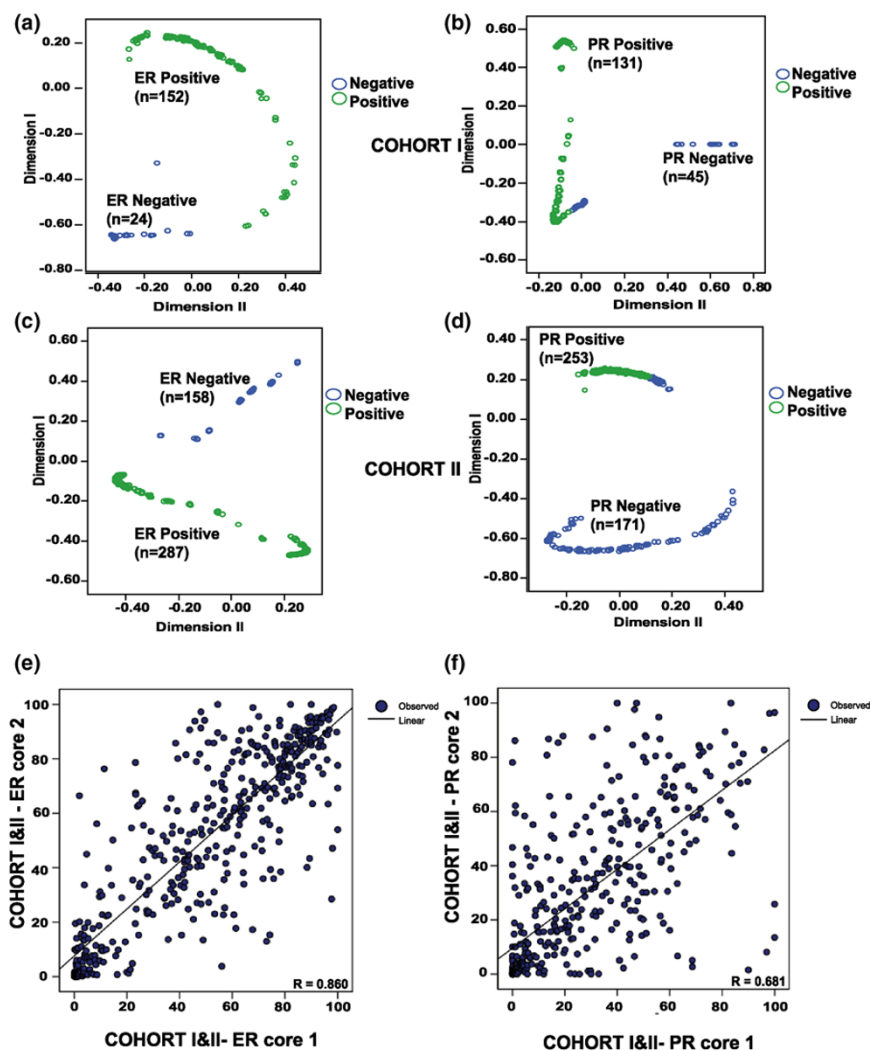 (a)
0.20
0.00
-0.20
-0.40
-0.60
-0.80
Dimension I
ER Positive
(n=152)
ER Negative
(n=24)
-0.40
-0.20
0.00
0.20
0.40
Dimension II
Negative
Positive
COHORT I
(b)
0.60
0.40
0.20
0.00
-0.20
-0.40
-0.60
Dimension I
PR Positive
(n=131)
PR Negative
(n=45)
-0.20
0.00
0.20
0.40
0.60
0.80
Dimension II
Negative
Positive
(c)
0.60
0.40
0.20
0.00
-0.20
-0.40
-0.60
Dimension I
ER Negative
(n=158)
ER Positive
(n=287)
-0.40
-0.20
0.00
0.20
Dimension II
Negative
Positive
COHORT II
(d)
0.40
0.20
0.00
-0.20
-0.40
-0.60
-0.80
Dimension I
PR Positive
(n=253)
PR Negative
(n=171)
-0.20
0.00
0.20
0.40
Dimension II
Negative
Positive
(e)
100
80
60
40
20
0
COHORT I&II - ER core 2
R = 0.860
0
20
40
60
80
100
COHORT I&II- ER core 1
Observed
Linear
(f)
100
80
60
40
20
0
COHORT I&II - PR core 2
R = 0.681
0
20
40
60
80
100
COHORT I&II- PR core 1
Observed
Linear